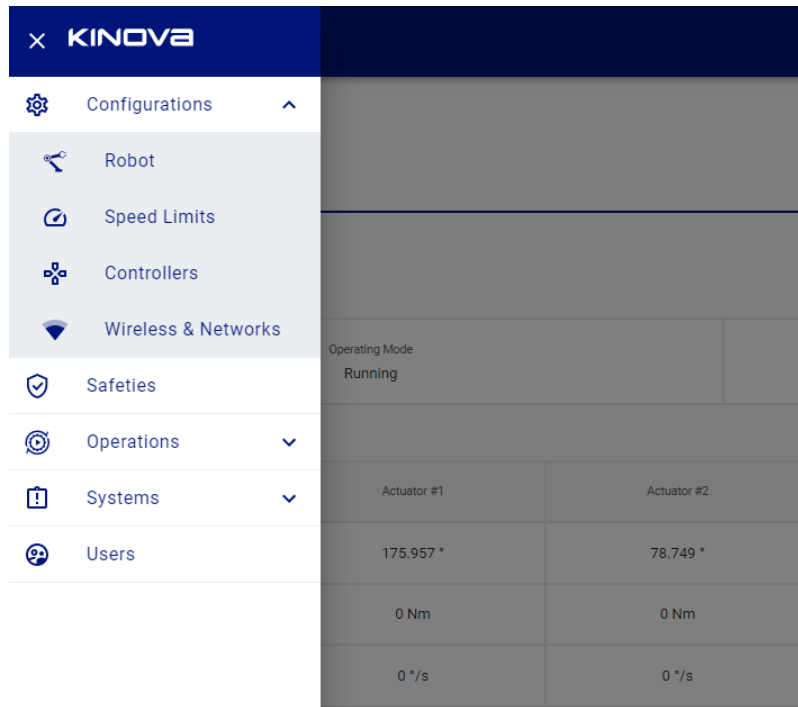 KINOVA
Configurations
Robot
Speed Limits
Controllers
Wireless & Networks
Safeties
Operations
Systems
Users
Operating Mode
Running
Actuator #1 Actuator #2
175.957 ° 78.749 °
0 Nm 0 Nm
0 °/s 0 °/s